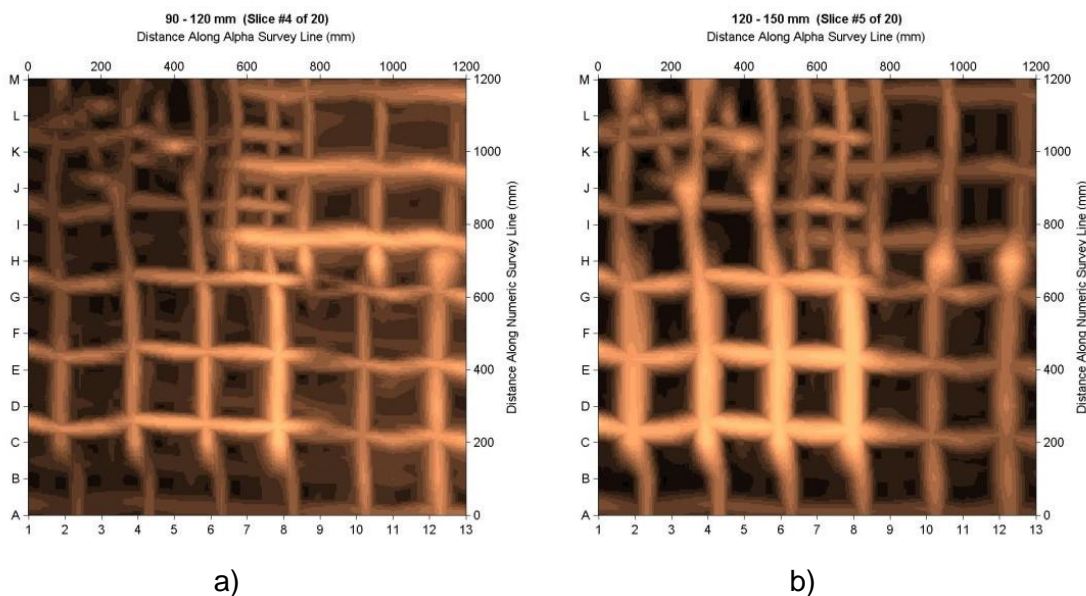 90 - 120 mm  (Slice #4 of 20)
Distance Along Alpha Survey Line (mm)
0 200 400 600 800 1000 1200
M 1200
L
K 1000
J
I 800
H
G 600
F
E 400
D
C 200
B
A 0
1 2 3 4 5 6 7 8 9 10 11 12 13
Distance Along Numeric Survey Line (mm)
a)
120 - 150 mm  (Slice #5 of 20)
Distance Along Alpha Survey Line (mm)
0 200 400 600 800 1000 1200
M 1200
L
K 1000
J
I 800
H
G 600
F
E 400
D
C 200
B
A 0
1 2 3 4 5 6 7 8 9 10 11 12 13
Distance Along Numeric Survey Line (mm)
b)